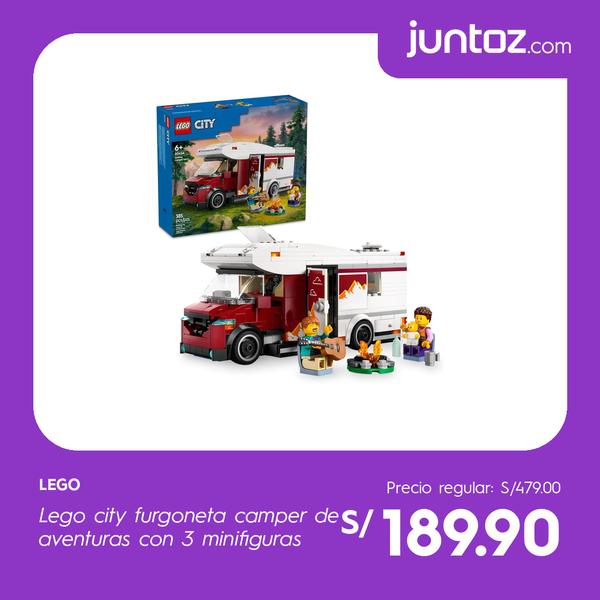 juntoz.com
LEGO CITY
6+
385
LEGO
Precio regular: S/479.00
Lego city furgoneta camper de
aventuras con 3 minifiguras
S/ 189.90